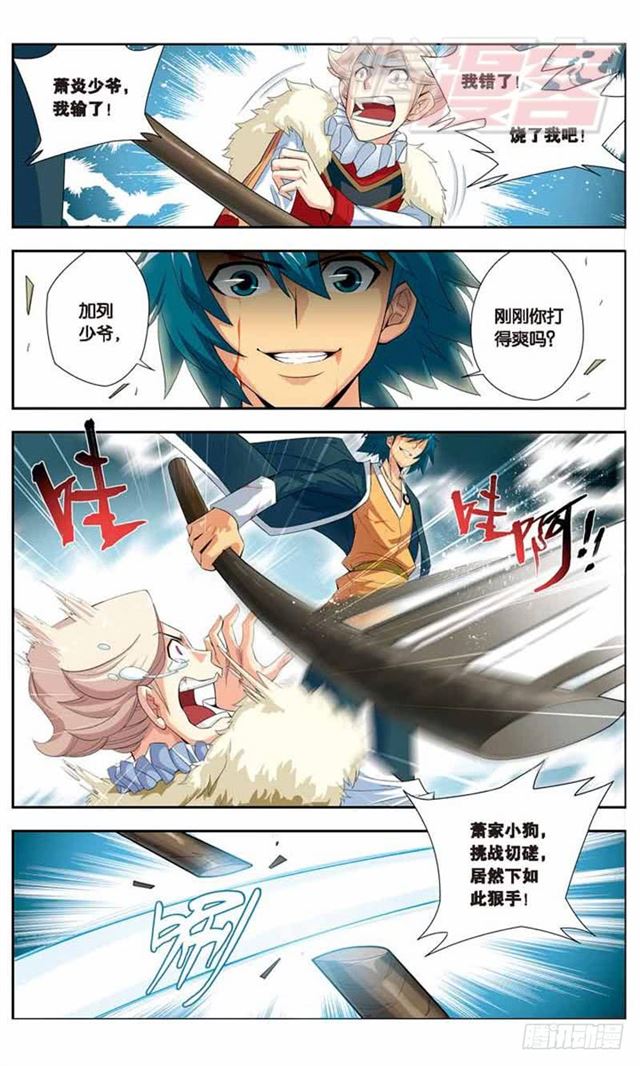 萧炎少爷，
我输了！
我错了！
饶了我吧！
加列
少爷，
刚刚你打
得爽吗？
哇
哇啊!!
萧家小狗，
挑战切磋，
居然下如
此狠手！
唰
腾讯动漫